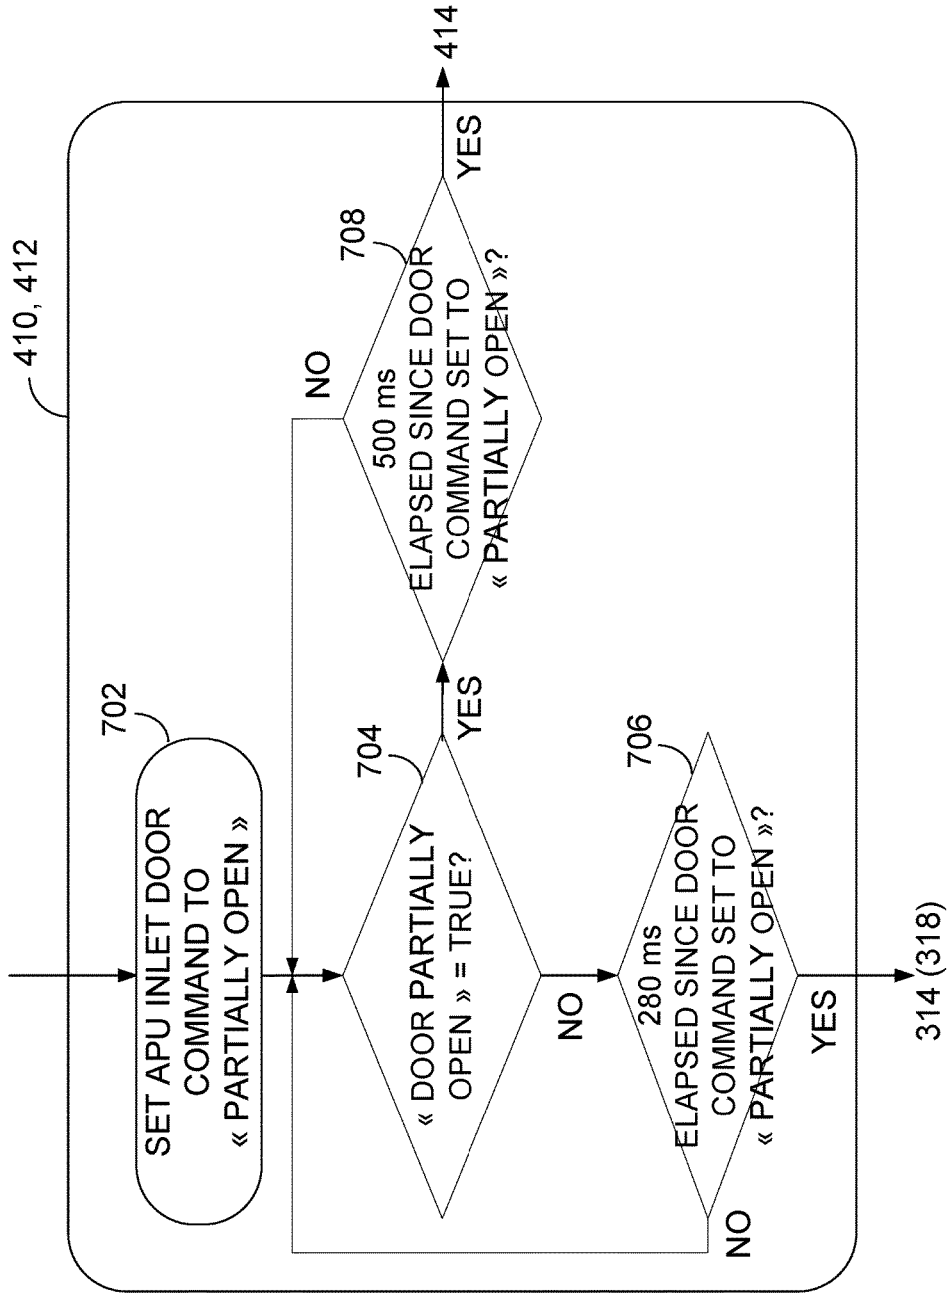 410, 412
702
SET APU INLET DOOR
COMMAND TO
« PARTIALLY OPEN »
704
« DOOR PARTIALLY
OPEN » = TRUE?
YES
NO
708
500 ms
ELAPSED SINCE DOOR
COMMAND SET TO
« PARTIALLY OPEN »?
NO
YES
414
706
280 ms
ELAPSED SINCE DOOR
COMMAND SET TO
« PARTIALLY OPEN »?
NO
YES
314 (318)